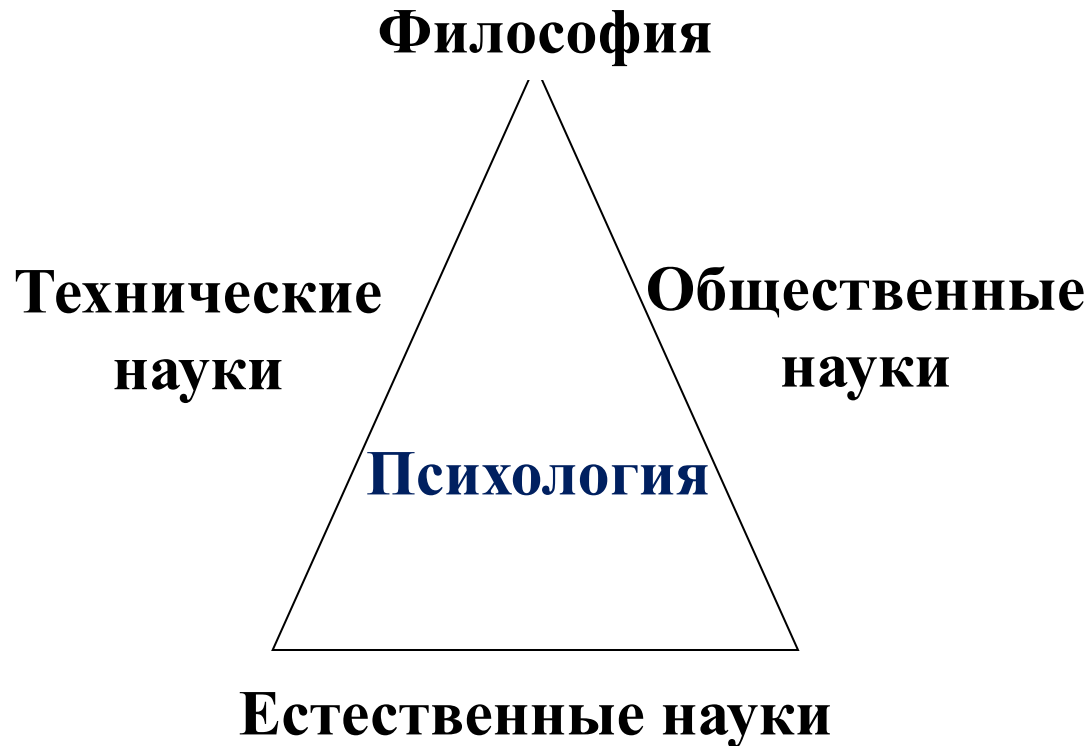 Философия
Технические
науки
Общественные
науки
Психология
Естественные науки